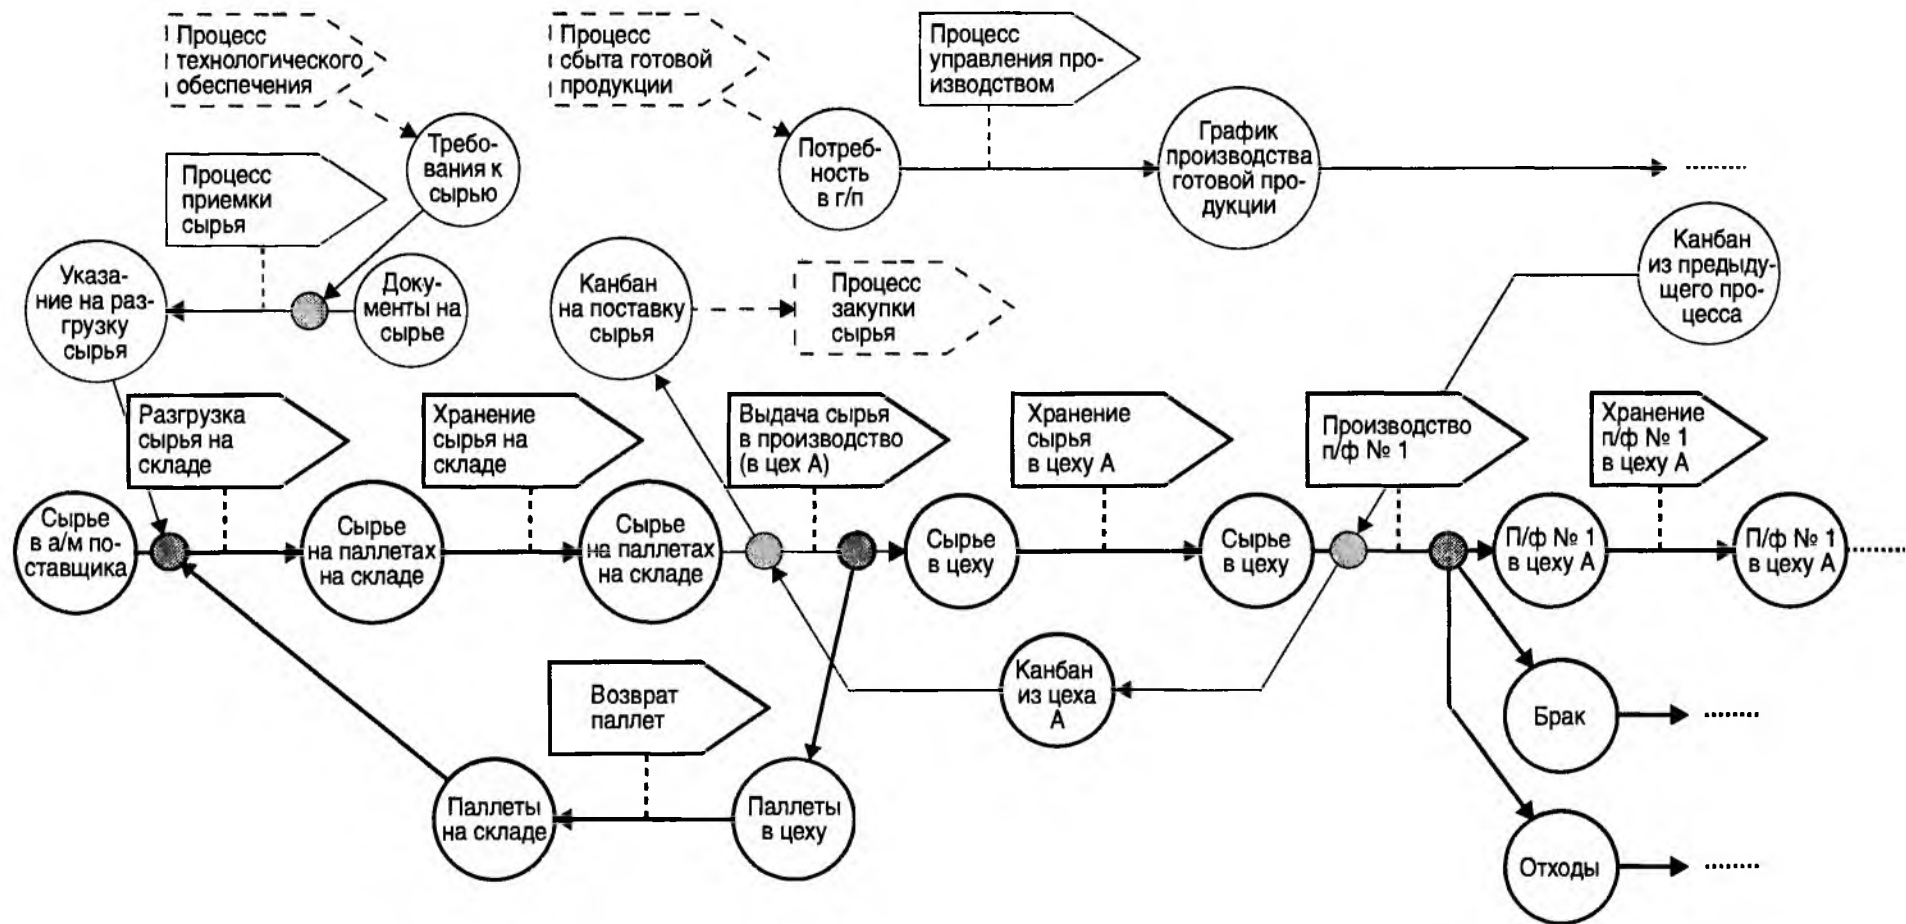 Процесс
технологического
обеспечения
Процесс
сбыта готовой
продукции
Процесс
управления про-
изводством
Требо-
вания к
сырью
Потреб-
ность
в г/п
График
производства
готовой про-
дукции
Процесс
приемки
сырья
Указа-
ние на раз-
грузку
сырья
Доку-
менты на
сырье
Канбан
на поставку
сырья
Процесс
закупки
сырья
Канбан
из предыду-
щего про-
цесса
Разгрузка
сырья на
складе
Хранение
сырья на
складе
Выдача сырья
в производство
(в цех А)
Хранение
сырья
в цеху А
Производство
п/ф № 1
Хранение
п/ф № 1
в цеху А
Сырье
в а/м по-
ставщика
Сырье
на паллетах
на складе
Сырье
на паллетах
на складе
Сырье
в цеху
Сырье
в цеху
П/ф № 1
в цеху А
П/ф № 1
в цеху А
Возврат
паллет
Канбан
из цеха
А
Брак
Паллеты
на складе
Паллеты
в цеху
Отходы